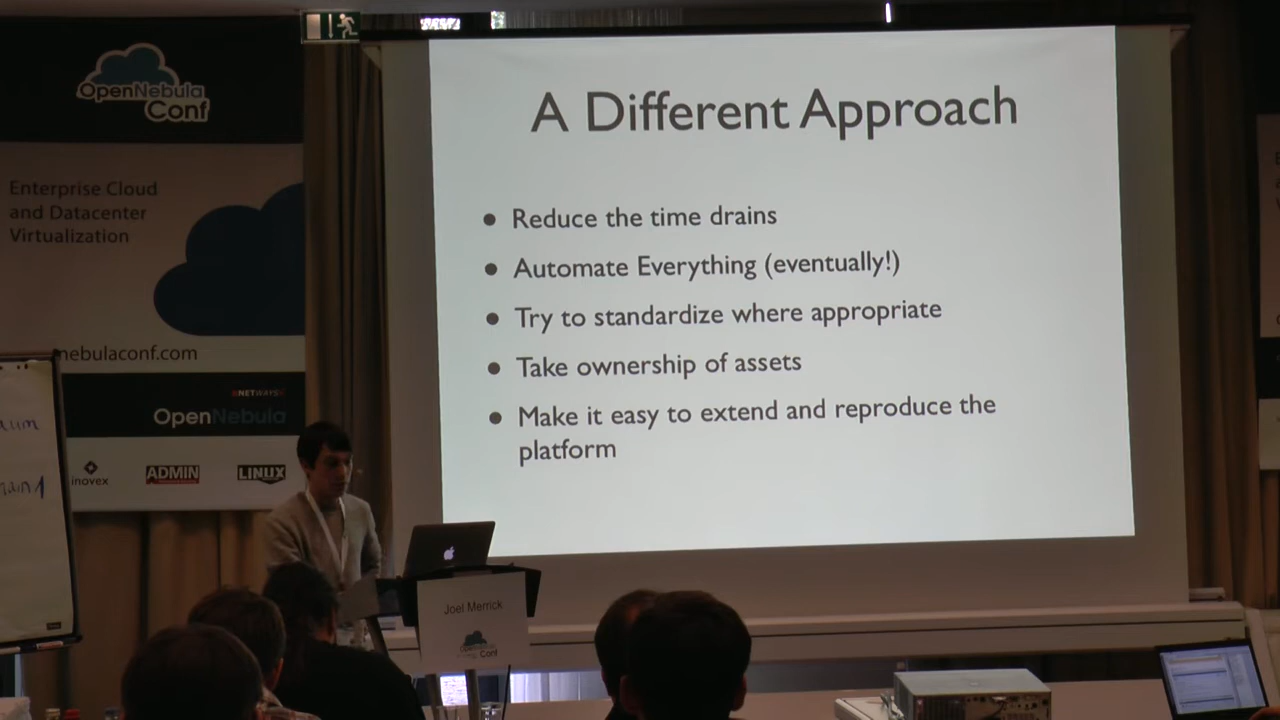 OpenNebula
Conf
Enterprise Cloud
and Datacenter
Virtualization
nebulaconf.com
NETWAYS
OpenNebula
inovex
ADMIN
LINUX
A Different Approach
Reduce the time drains
Automate Everything (eventually!)
Try to standardize where appropriate
Take ownership of assets
Make it easy to extend and reproduce the
platform
Joel Merrick
Conf